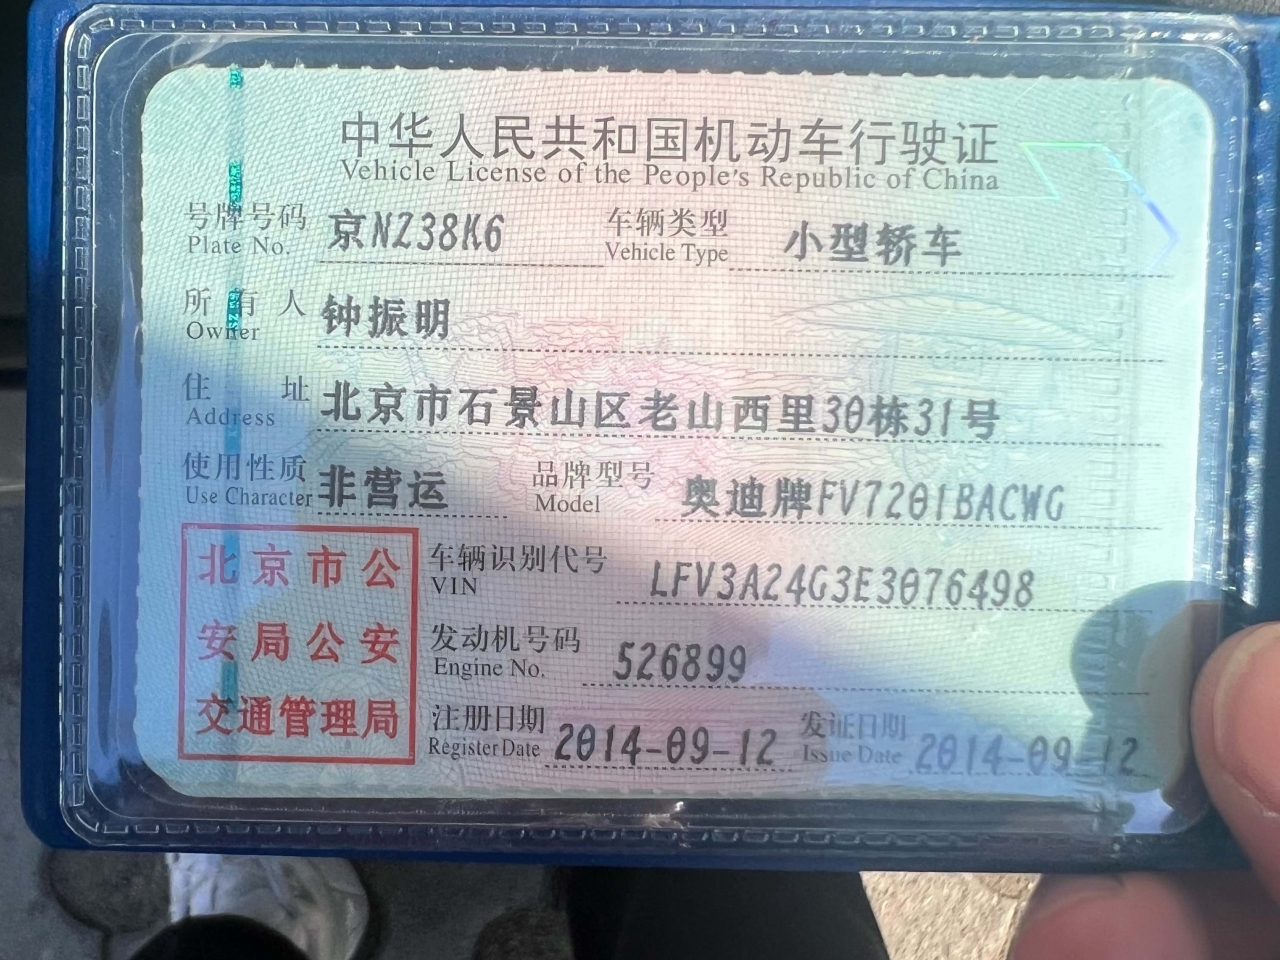 中华人民共和国机动车行驶证
Vehicle License of the People's Republic of China
号牌号码 京NZ38K6 车辆类型 小型轿车
Plate No. Vehicle Type
所有人 钟振明
Owner
住址 北京市石景山区老山西里30栋31号
Address
使用性质 非营运 品牌型号 奥迪牌FV7201BACWG
Use Character Model
北京市公
安局公安
交通管理局
车辆识别代号 LFV3A24G3E3076498
VIN
发动机号码 526899
Engine No.
注册日期 2014-09-12 发证日期 2014-09-12
Register Date Issue Date